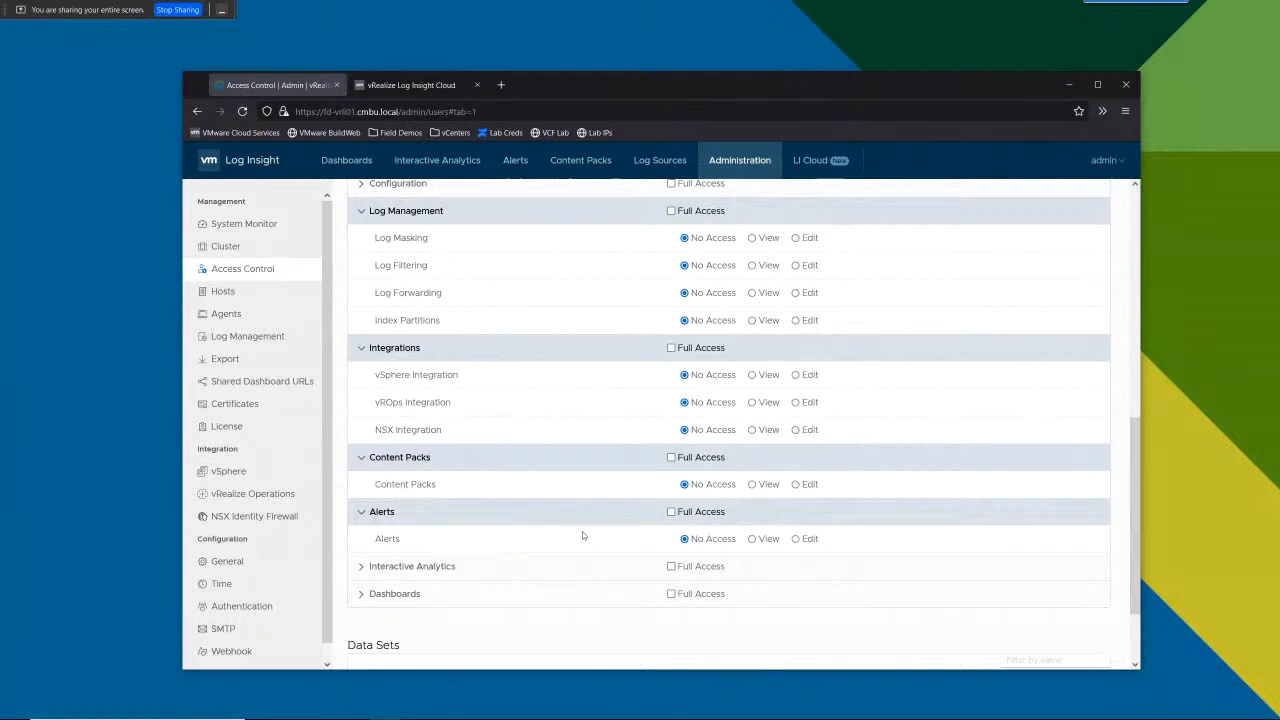 You are sharing your entire screen. Stop Sharing
Access Control | Admin | vReali
vRealize Log Insight Cloud
https://fd-vrli01.cmbu.local/admin/users#tab=1
VMware Cloud Services VMware BuildWeb Field Demos vCenters Lab Creds VCF Lab Lab IPs
vm Log Insight Dashboards Interactive Analytics Alerts Content Packs Log Sources Administration LI Cloud New admin
Management
System Monitor
Cluster
Access Control
Hosts
Agents
Log Management
Export
Shared Dashboard URLs
Certificates
License
Integration
vSphere
vRealize Operations
NSX Identity Firewall
Configuration
General
Time
Authentication
SMTP
Webhook
Configuration Full Access
Log Management Full Access
Log Masking No Access View Edit
Log Filtering No Access View Edit
Log Forwarding No Access View Edit
Index Partitions No Access View Edit
Integrations Full Access
vSphere Integration No Access View Edit
vROps Integration No Access View Edit
NSX Integration No Access View Edit
Content Packs Full Access
Content Packs No Access View Edit
Alerts Full Access
Alerts No Access View Edit
Interactive Analytics Full Access
Dashboards Full Access
Data Sets
Filter by name